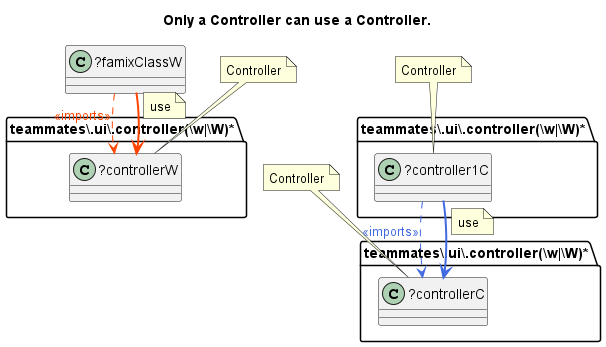 Only a Controller can use a Controller.
C ?famixClassW
Controller
Controller
«imports»
use
teammates\.ui\.controller(\w|\W)*
teammates\.ui\.controller(\w|\W)*
C ?controllerW
C ?controller1C
Controller
«imports»
use
teammates\.ui\.controller(\w|\W)*
C ?controllerC